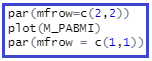 par(mfrow=c(2,2))
plot(M_PABMI)
par(mfrow = c(1,1))